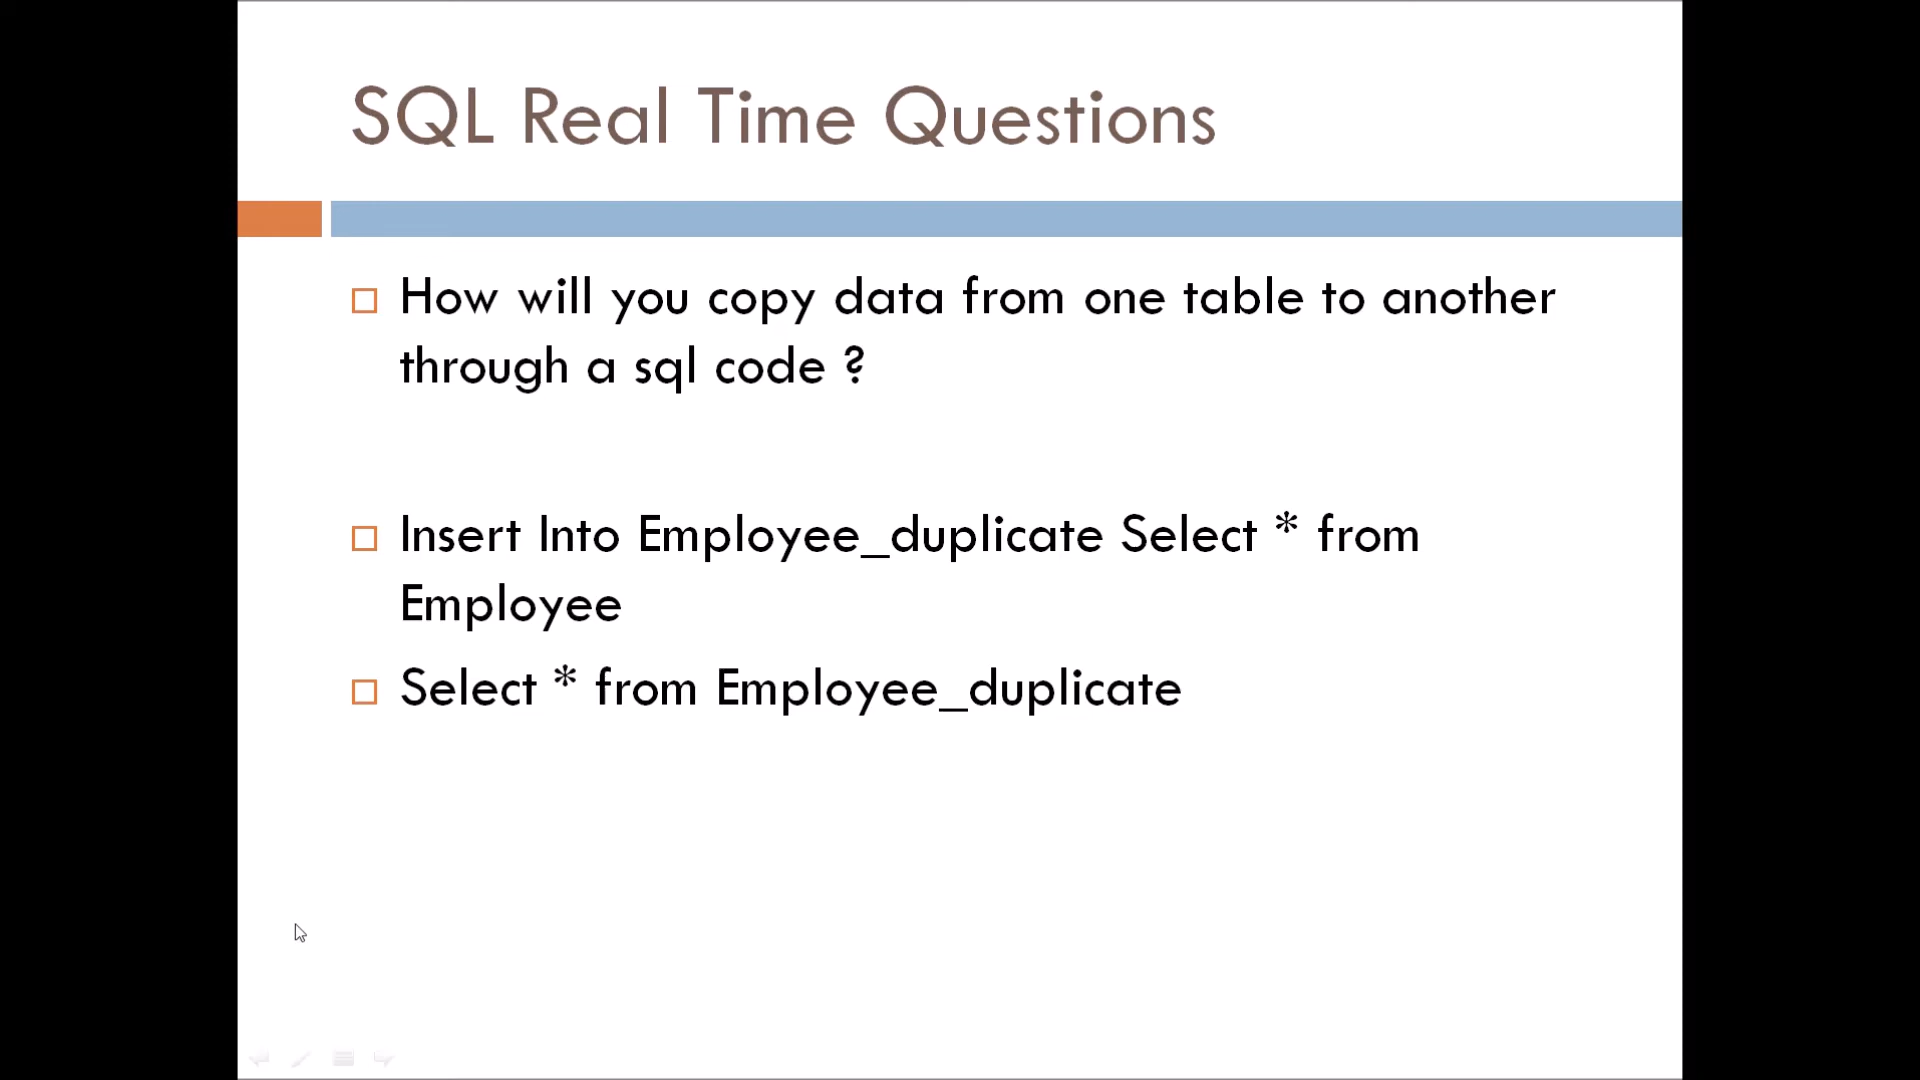 SQL Real Time Questions
How will you copy data from one table to another
through a sql code ?
Insert Into Employee_duplicate Select * from
Employee
Select * from Employee_duplicate